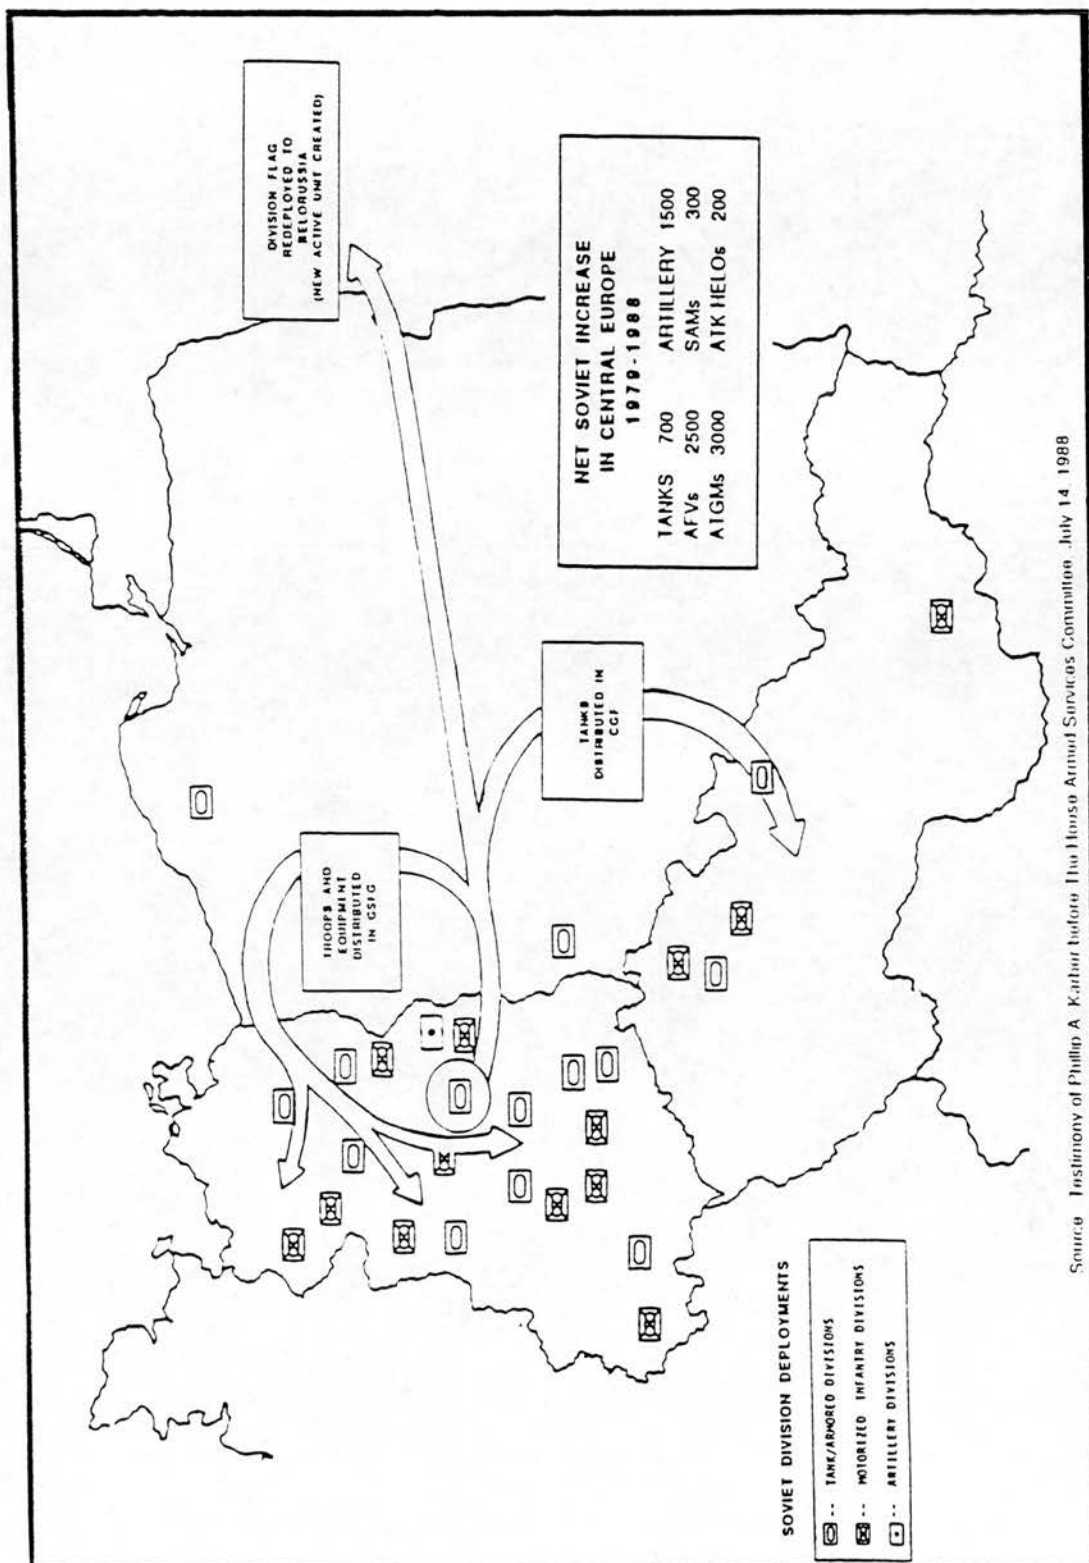 DIVISION FLAG
REDEPLOYED TO
BELORUSSIA
(NEW ACTIVE UNIT CREATED)
TROOPS AND
EQUIPMENT
DISTRIBUTED
IN GSFG
TANKS
DISTRIBUTED IN
CGF
NET SOVIET INCREASE
IN CENTRAL EUROPE
1979-1988
TANKS 700 ARTILLERY 1500
AFVs 2500 SAMs 300
ATGMs 3000 ATK HELOs 200
SOVIET DIVISION DEPLOYMENTS
-- TANK/ARMORED DIVISIONS
-- MOTORIZED INFANTRY DIVISIONS
-- ARTILLERY DIVISIONS
Source Testimony of Phillip A. Karber before The House Armed Services Committee, July 14, 1988